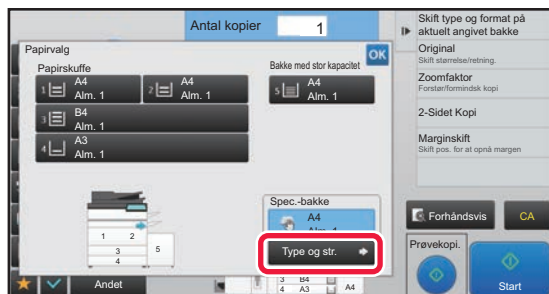 Antal kopier 1
Papirvalg
OK
Papirskuffe
Bakke med stor kapacitet
1 A4
Alm. 1
2 A4
Alm. 1
5 A4
Alm. 1
3 B4
Alm. 1
4 A3
Alm. 1
1 2
3
4
5
Spec.-bakke
A4
Alm. 1
Type og str.
Andet
3 B4
4 A3
A4
Skift type og format på
aktuelt angivet bakke
Original
Skift størrelse/retning.
Zoomfaktor
Forstør/formindsk kopi
2-Sidet Kopi
Marginskift
Skift pos. for at opnå margen
Forhåndsvis
CA
Prøvekopi.
Start